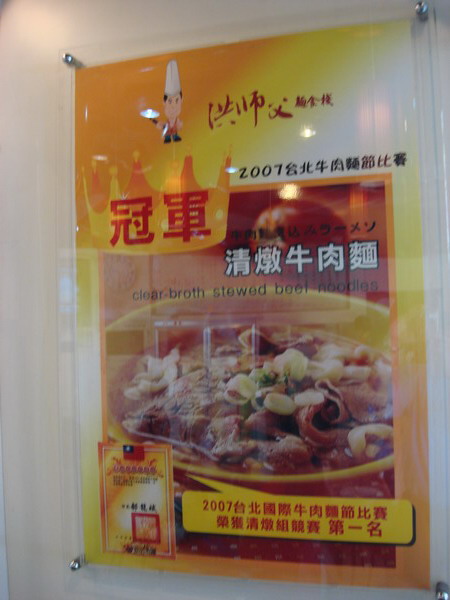 洪師父 麵食棧
2007台北牛肉麵節比賽
冠軍
清燉牛肉麵
clear-broth stewed beef noodles
2007台北國際牛肉麵節比賽
榮獲清燉組競賽 第一名